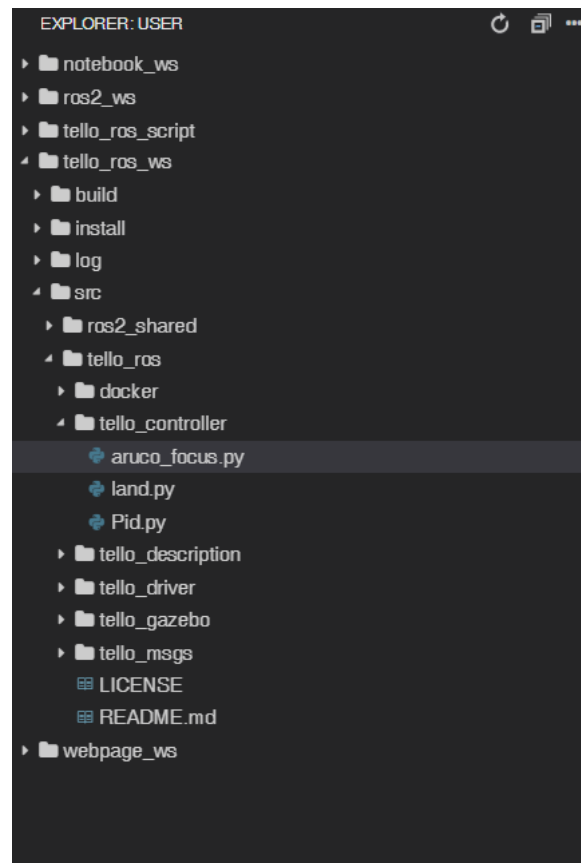 EXPLORER: USER
notebook_ws
ros2_ws
tello_ros_script
tello_ros_ws
build
install
log
src
ros2_shared
tello_ros
docker
tello_controller
aruco_focus.py
land.py
Pid.py
tello_description
tello_driver
tello_gazebo
tello_msgs
LICENSE
README.md
webpage_ws